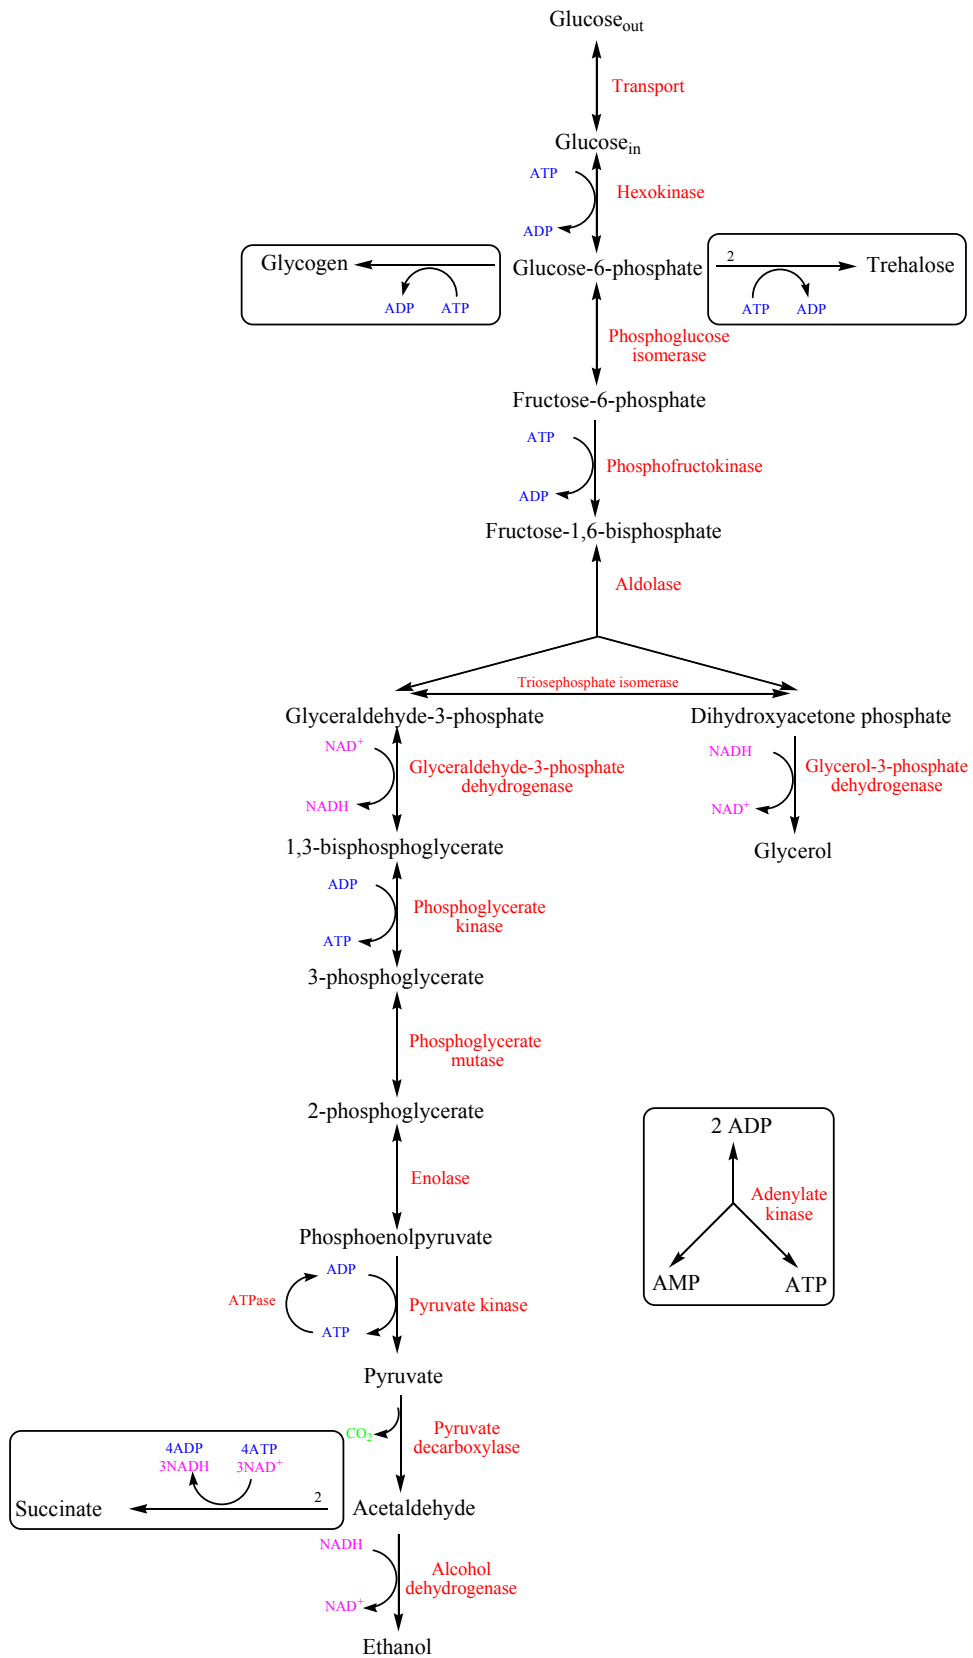 Glucose_out
Transport
Glucose_in
ATP
Hexokinase
ADP
Glycogen
ADP
ATP
Glucose-6-phosphate
2
Trehalose
ATP
ADP
Phosphoglucose
isomerase
Fructose-6-phosphate
ATP
Phosphofructokinase
ADP
Fructose-1,6-bisphosphate
Aldolase
Triosephosphate isomerase
Glyceraldehyde-3-phosphate
Dihydroxyacetone phosphate
NAD⁺
Glyceraldehyde-3-phosphate
dehydrogenase
NADH
NADH
Glycerol-3-phosphate
dehydrogenase
NAD⁺
1,3-bisphosphoglycerate
Glycerol
ADP
Phosphoglycerate
kinase
ATP
3-phosphoglycerate
Phosphoglycerate
mutase
2-phosphoglycerate
2 ADP
Enolase
Adenylate
kinase
AMP
ATP
Phosphoenolpyruvate
ADP
ATPase
Pyruvate kinase
ATP
Pyruvate
CO₂
Pyruvate
decarboxylase
4ADP
3NADH
4ATP
3NAD⁺
2
Succinate
Acetaldehyde
NADH
Alcohol
dehydrogenase
NAD⁺
Ethanol